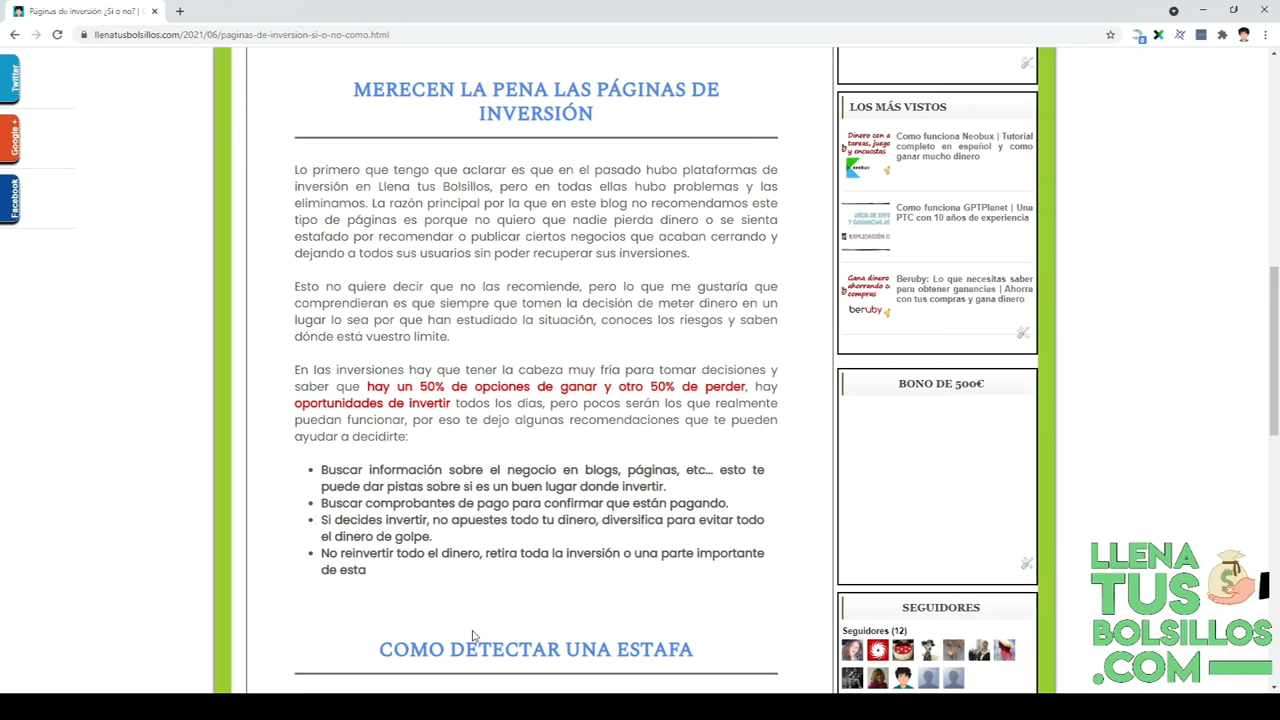 Páginas de inversión ¿Si o no? | C
llenatusbolsillos.com/2021/06/paginas-de-inversion-si-o-no-como.html
Twitter
Google +
Facebook
MERECEN LA PENA LAS PÁGINAS DE
INVERSIÓN
Lo primero que tengo que aclarar es que en el pasado hubo plataformas de
inversión en Llena tus Bolsillos, pero en todas ellas hubo problemas y las
eliminamos. La razón principal por la que en este blog no recomendamos este
tipo de páginas es porque no quiero que nadie pierda dinero o se sienta
estafado por recomendar o publicar ciertos negocios que acaban cerrando y
dejando a todos sus usuarios sin poder recuperar sus inversiones.
Esto no quiere decir que no las recomiende, pero lo que me gustaría que
comprendieran es que siempre que tomen la decisión de meter dinero en un
lugar lo sea por que han estudiado la situación, conoces los riesgos y saben
dónde está vuestro límite.
En las inversiones hay que tener la cabeza muy fría para tomar decisiones y
saber que hay un 50% de opciones de ganar y otro 50% de perder, hay
oportunidades de invertir todos los días, pero pocos serán los que realmente
puedan funcionar, por eso te dejo algunas recomendaciones que te pueden
ayudar a decidirte:
• Buscar información sobre el negocio en blogs, páginas, etc... esto te
puede dar pistas sobre si es un buen lugar donde invertir.
• Buscar comprobantes de pago para confirmar que están pagando.
• Si decides invertir, no apuestes todo tu dinero, diversifica para evitar todo
el dinero de golpe.
• No reinvertir todo el dinero, retira toda la inversión o una parte importante
de esta
COMO DETECTAR UNA ESTAFA
LOS MÁS VISTOS
Dinero con
tareas, juego
y encuestas
neobux
Como funciona Neobux | Tutorial
completo en español y como
ganar mucho dinero
EXPLICACIÓN
Como funciona GPTPlanet | Una
PTC con 10 años de experiencia
Gana dinero
ahorrando
compras
beruby
Beruby: Lo que necesitas saber
para obtener ganancias | Ahorra
con tus compras y gana dinero
BONO DE 500€
SEGUIDORES
Seguidores (12)
LLENA
TUS
BOLSILLOS
.COM